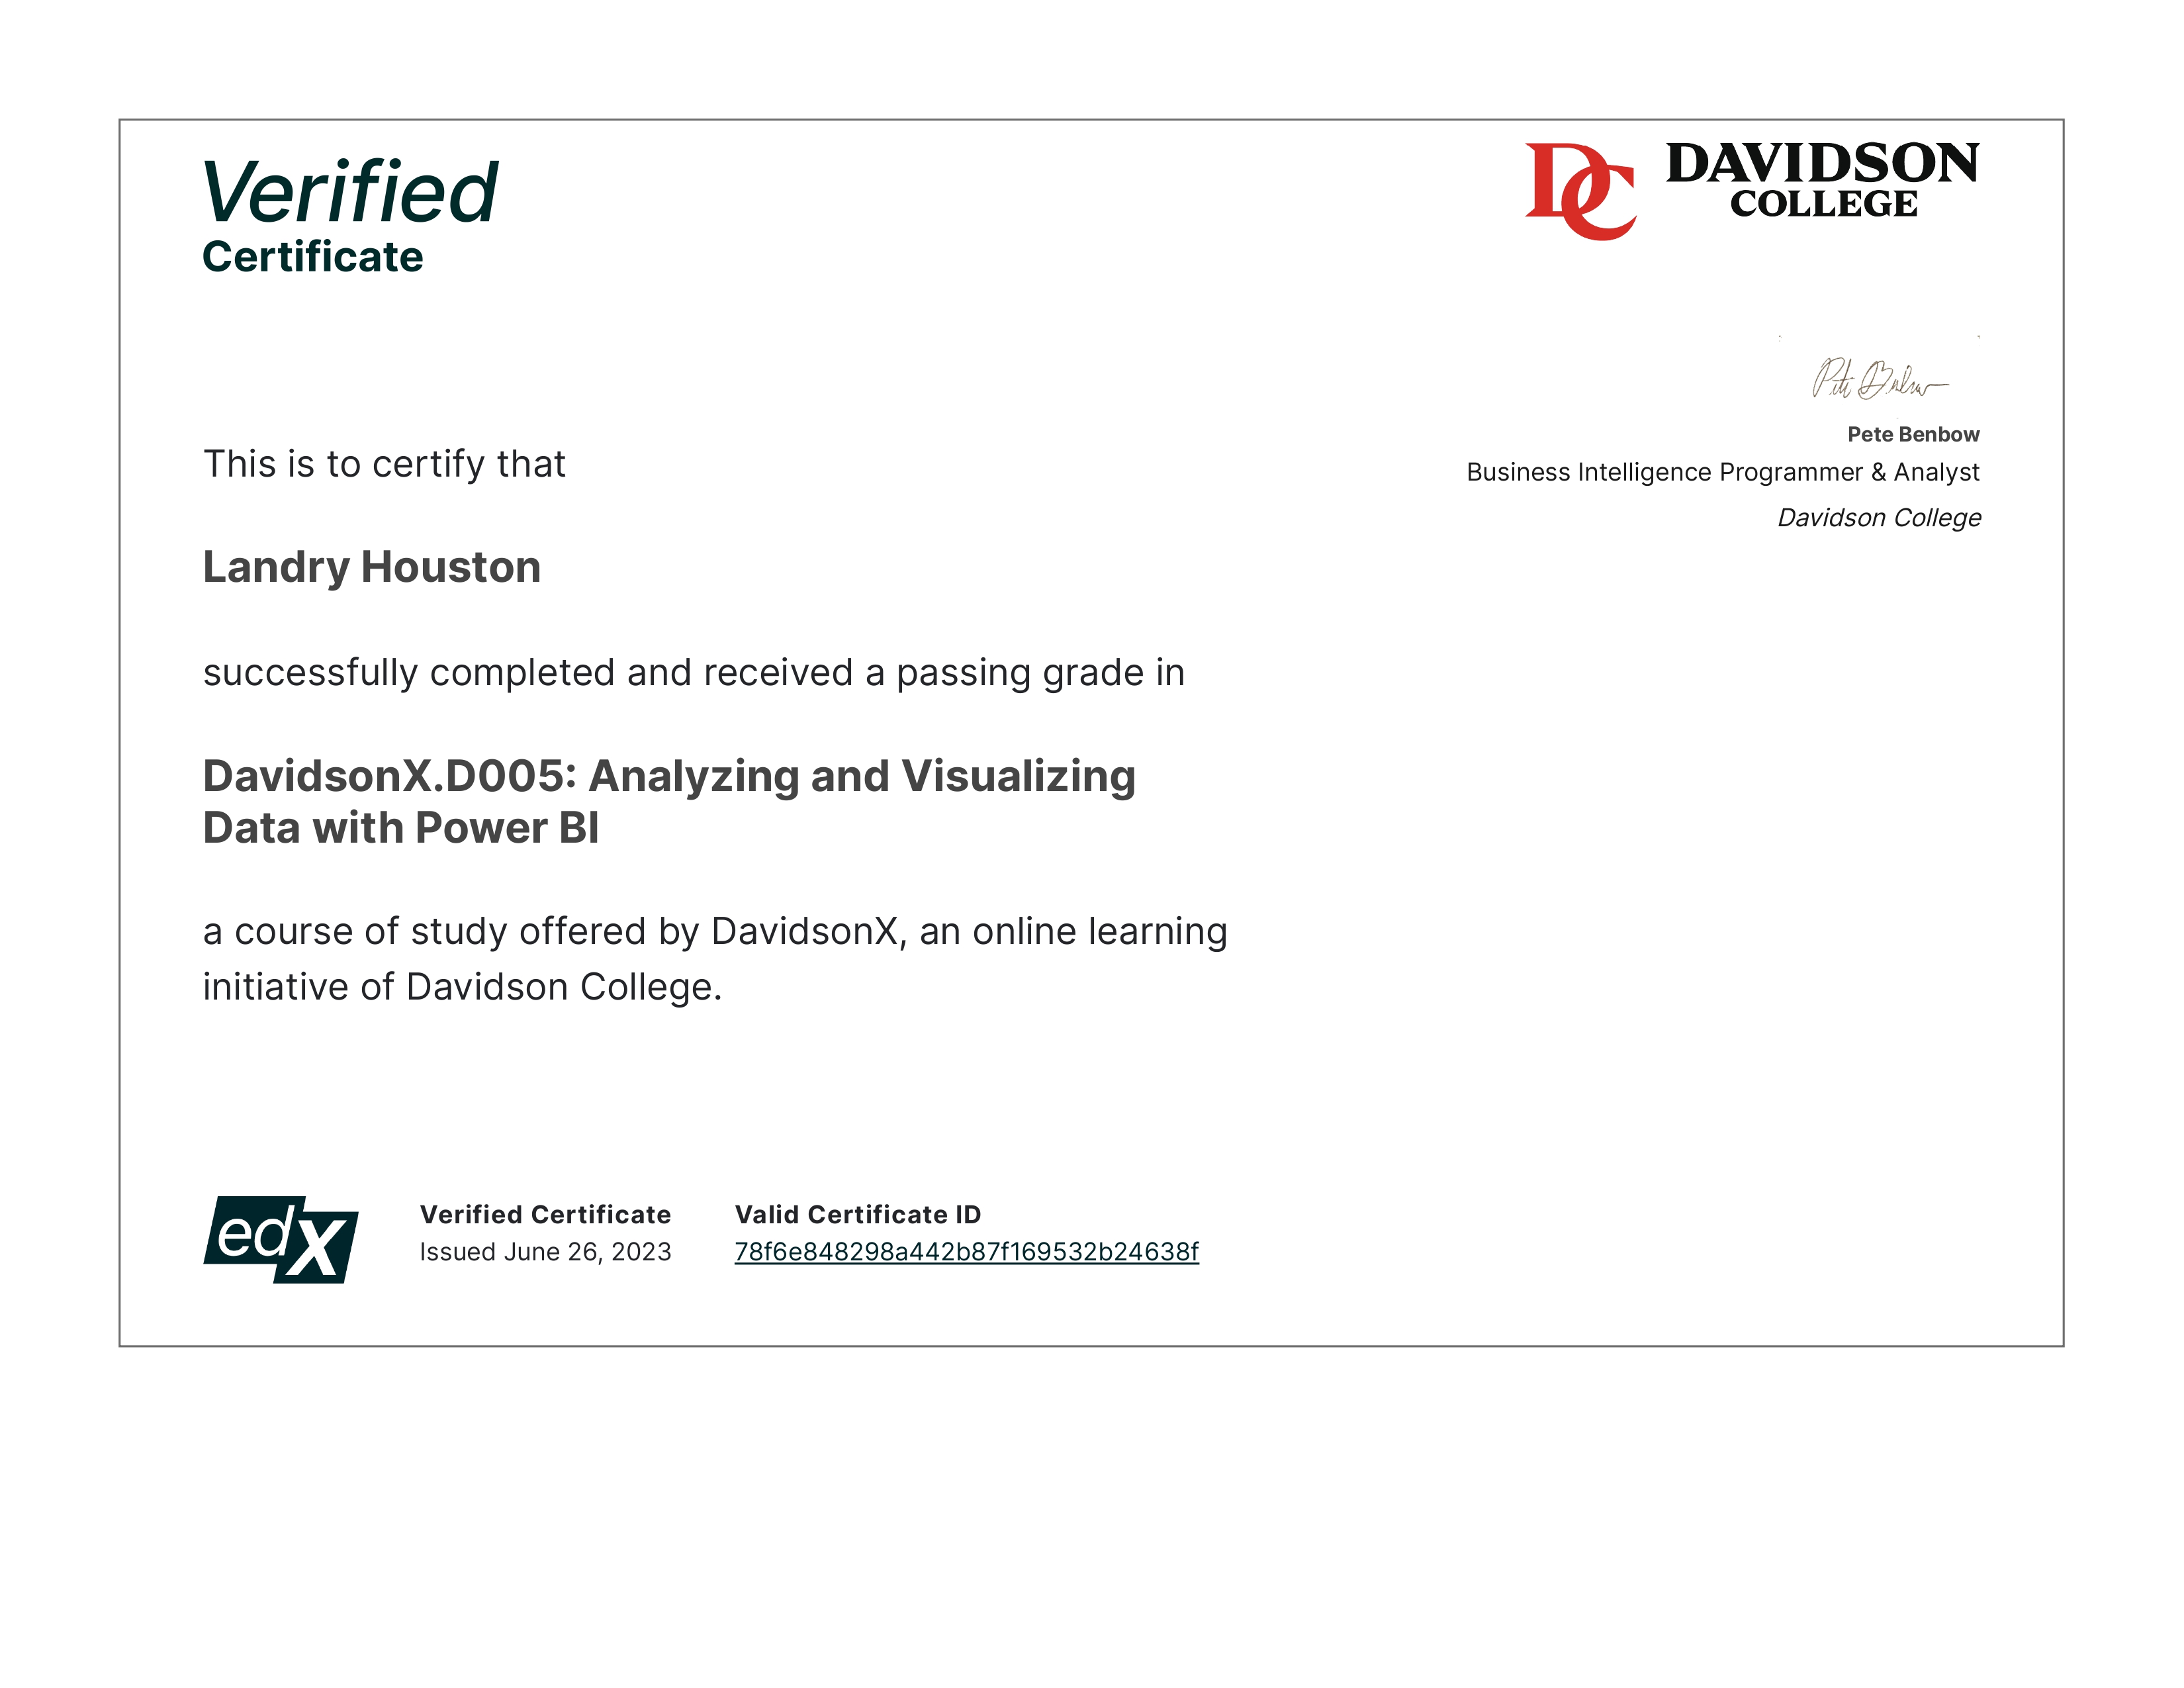 Verified
Certificate
DC DAVIDSON
COLLEGE
Pete Benbow
Business Intelligence Programmer & Analyst
Davidson College
This is to certify that
Landry Houston
successfully completed and received a passing grade in
DavidsonX.D005: Analyzing and Visualizing
Data with Power BI
a course of study offered by DavidsonX, an online learning
initiative of Davidson College.
edX
Verified Certificate
Issued June 26, 2023
Valid Certificate ID
78f6e848298a442b87f169532b24638f